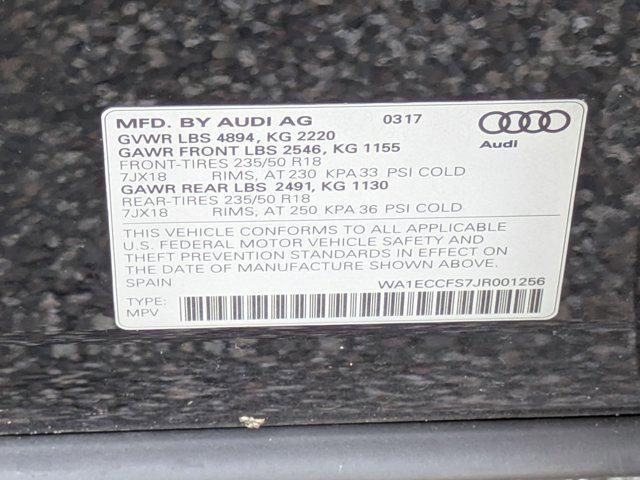 MFD. BY AUDI AG 0317
GVWR LBS 4894, KG 2220
GAWR FRONT LBS 2546, KG 1155
FRONT-TIRES 235/50 R18
7JX18 RIMS, AT 230 KPA 33 PSI COLD
GAWR REAR LBS 2491, KG 1130
REAR-TIRES 235/50 R18
7JX18 RIMS, AT 250 KPA 36 PSI COLD
Audi
THIS VEHICLE CONFORMS TO ALL APPLICABLE
U.S. FEDERAL MOTOR VEHICLE SAFETY AND
THEFT PREVENTION STANDARDS IN EFFECT ON
THE DATE OF MANUFACTURE SHOWN ABOVE.
SPAIN WA1ECCFS7JR001256
TYPE:
MPV